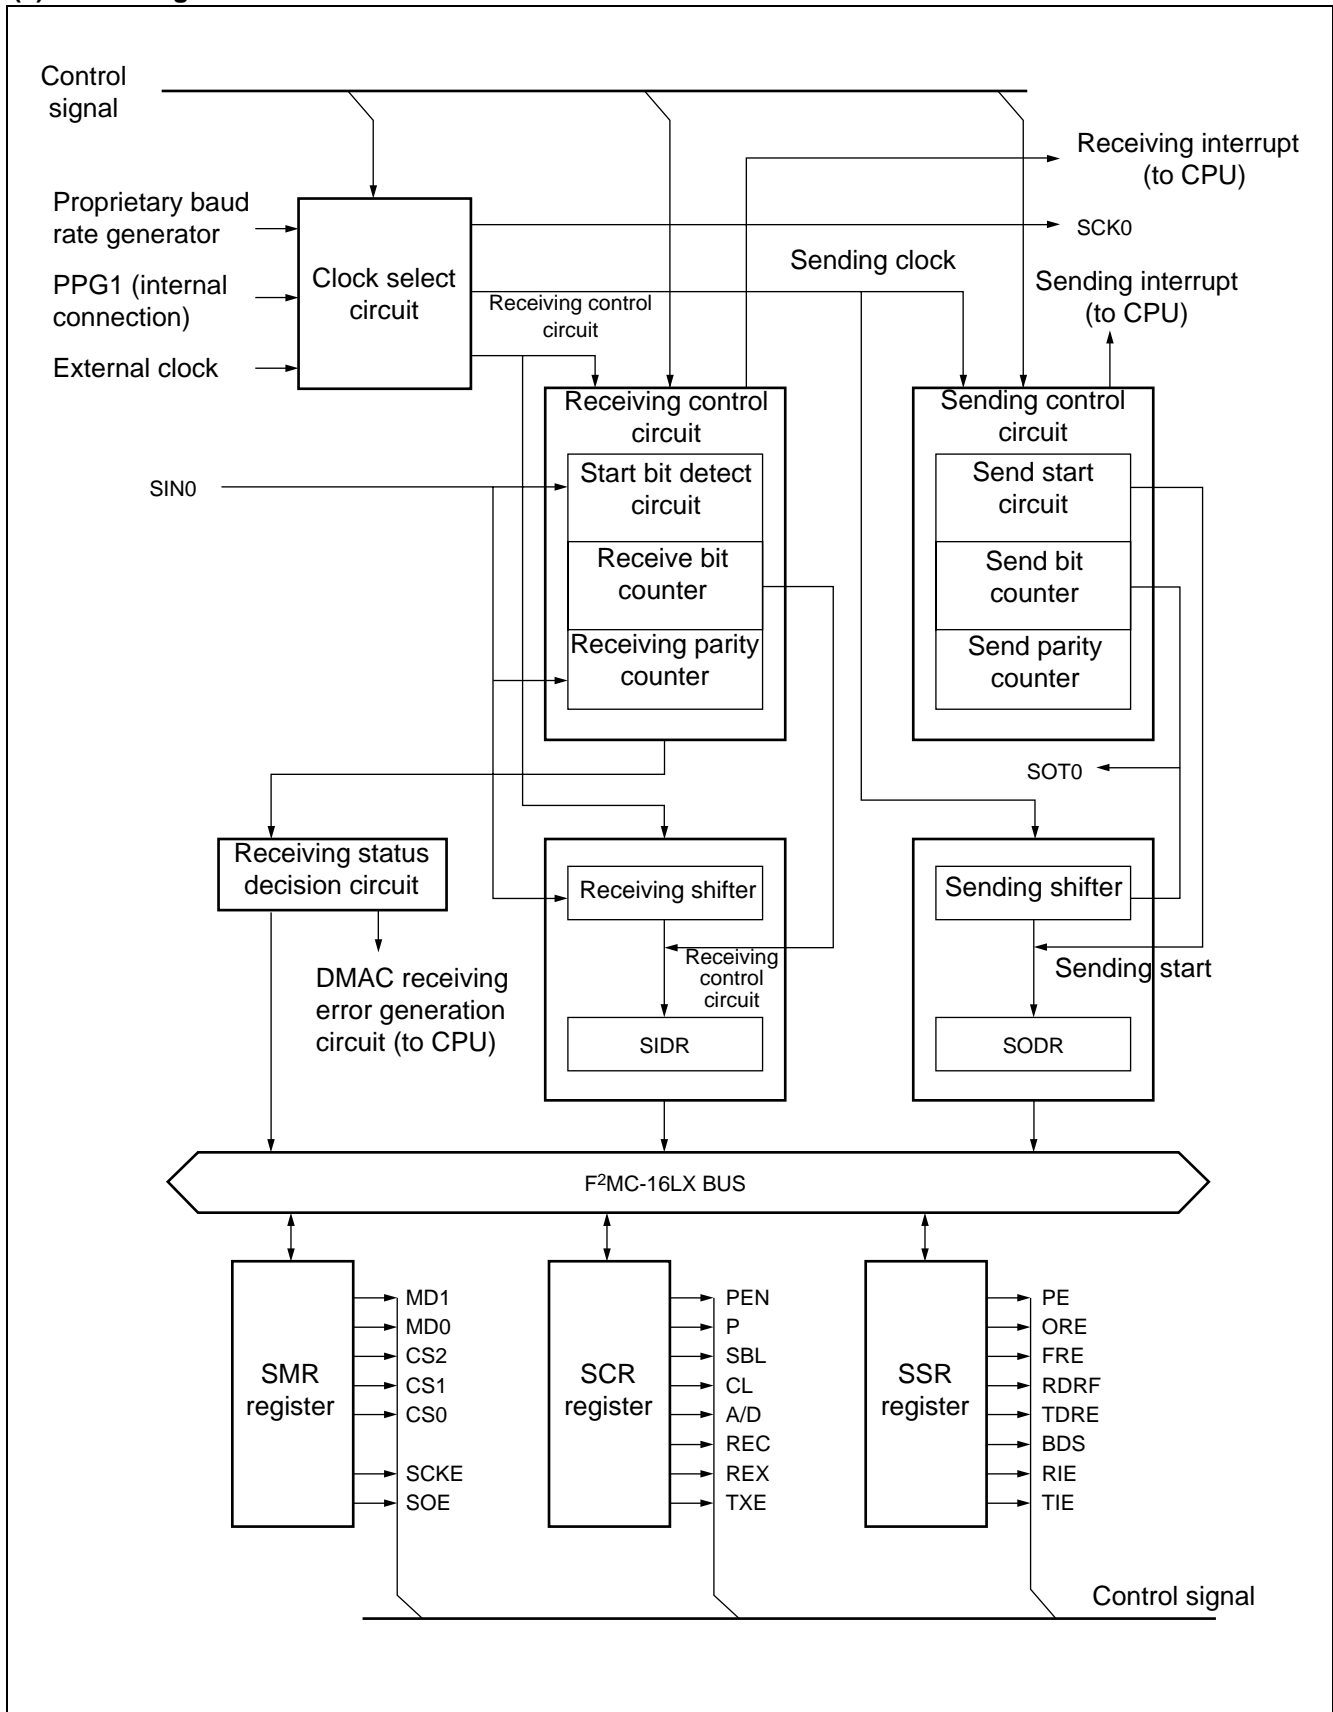 Control
signal
Receiving interrupt
(to CPU)
Proprietary baud
rate generator
SCK0
Sending clock
PPG1 (internal
connection)
Clock select
circuit
Receiving control
circuit
Sending interrupt
(to CPU)
External clock
Receiving control
circuit
Sending control
circuit
SIN0
Start bit detect
circuit
Send start
circuit
Receive bit
counter
Send bit
counter
Receiving parity
counter
Send parity
counter
SOT0
Receiving status
decision circuit
Receiving shifter
Sending shifter
DMAC receiving
error generation
circuit (to CPU)
Receiving
control
circuit
Sending start
SIDR
SODR
F²MC-16LX BUS
SMR
register
MD1
MD0
CS2
CS1
CS0
SCKE
SOE
SCR
register
PEN
P
SBL
CL
A/D
REC
REX
TXE
SSR
register
PE
ORE
FRE
RDRF
TDRE
BDS
RIE
TIE
Control signal